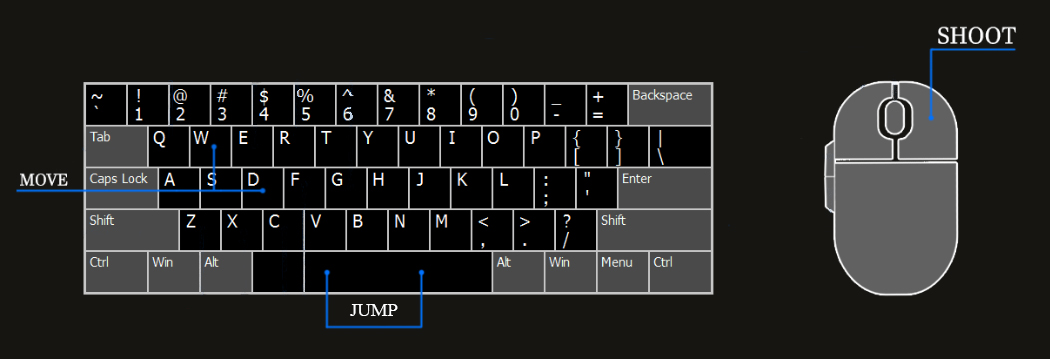 SHOOT
~ ! @ # $ % ^ & * ( ) _ + Backspace
` 1 2 3 4 5 6 7 8 9 0 - =
Tab Q W E R T Y U I O P { } |
[ ] \
MOVE Caps Lock A S D F G H J K L : " Enter
; '
Shift Z X C V B N M < > ? Shift
, . /
Ctrl Win Alt Alt Win Menu Ctrl
JUMP